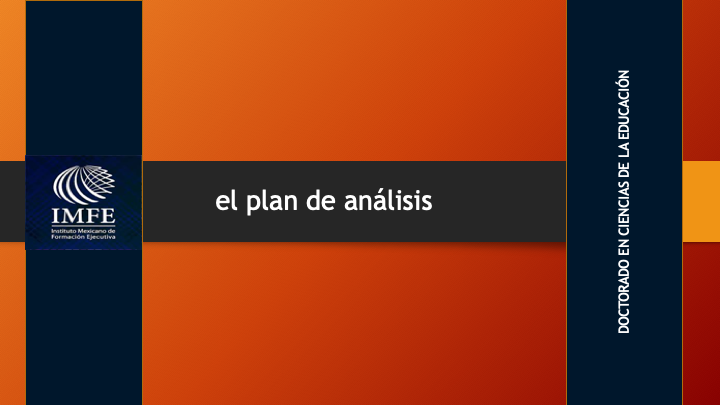 IMFE
Instituto Mexicano de
Formación Ejecutiva
el plan de análisis
DOCTORADO EN CIENCIAS DE LA EDUCACIÓN